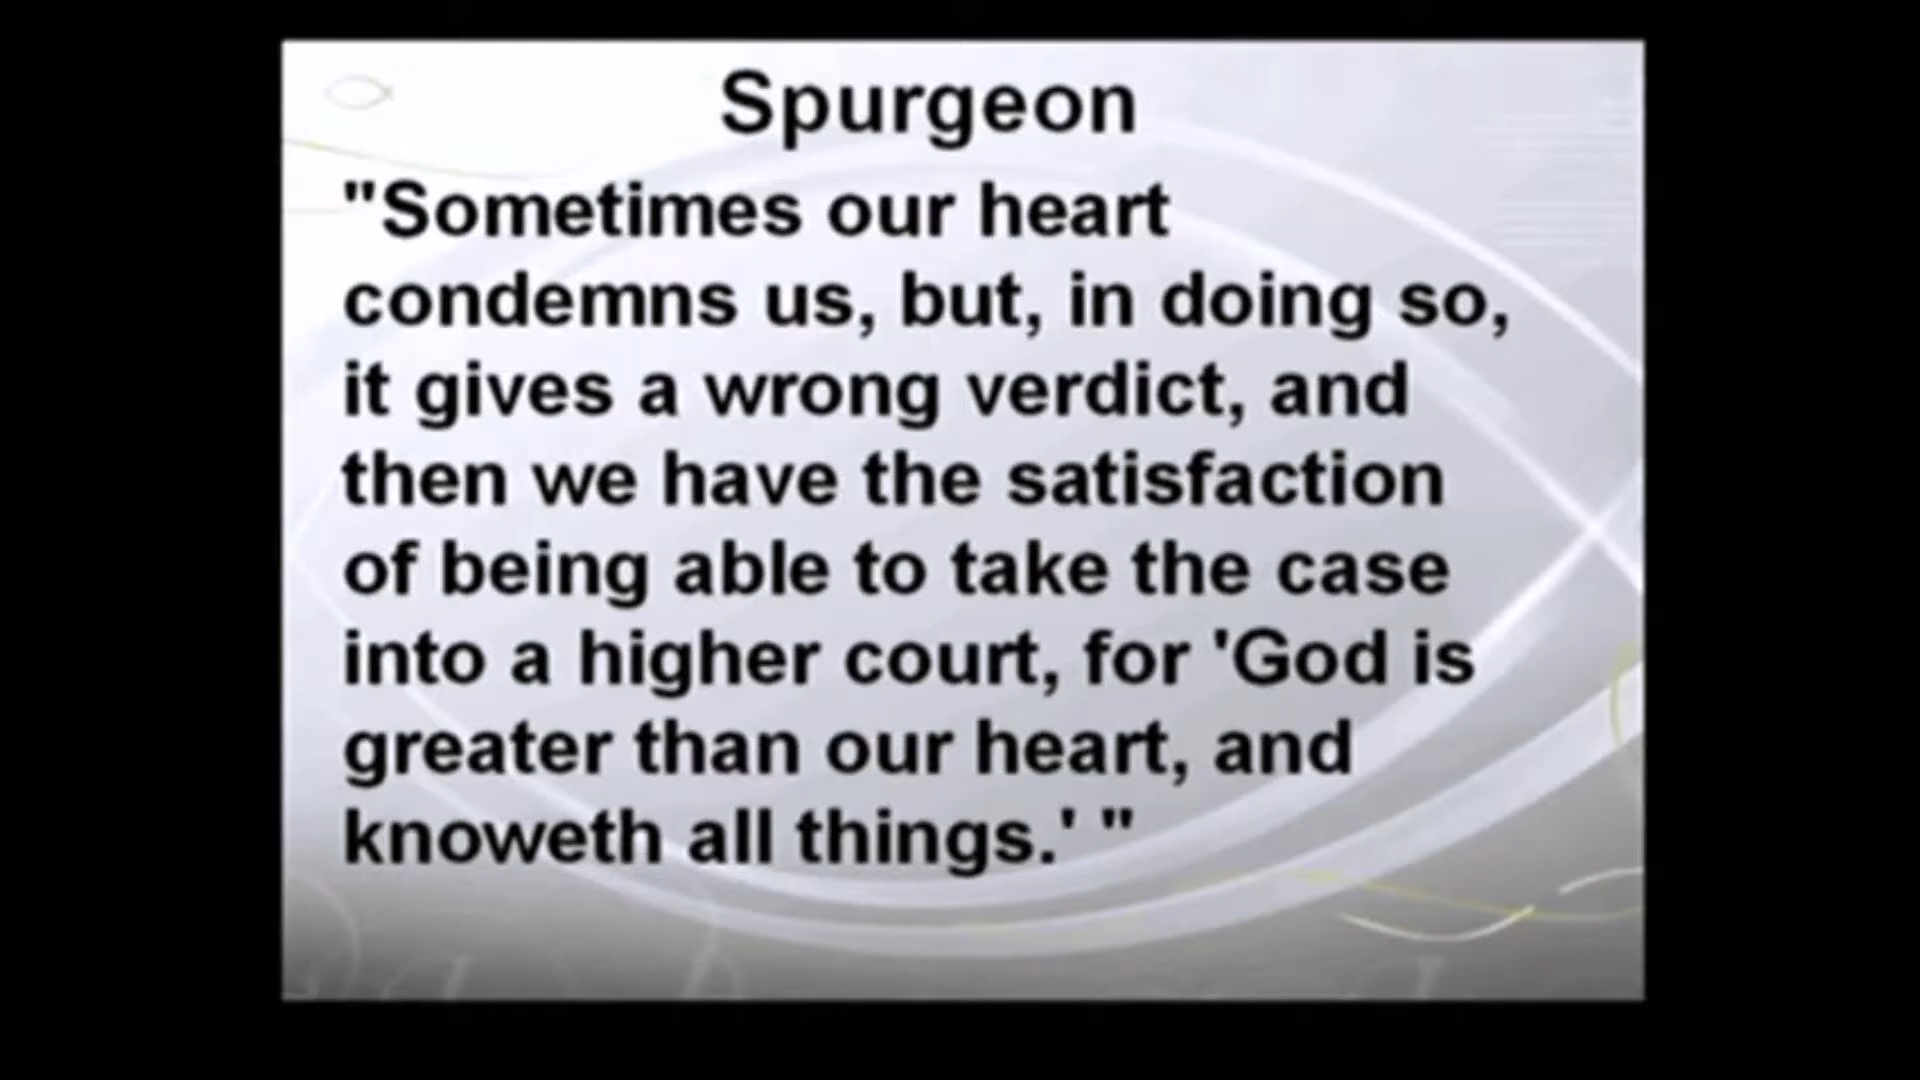 Spurgeon
"Sometimes our heart
condemns us, but, in doing so,
it gives a wrong verdict, and
then we have the satisfaction
of being able to take the case
into a higher court, for 'God is
greater than our heart, and
knoweth all things.' "